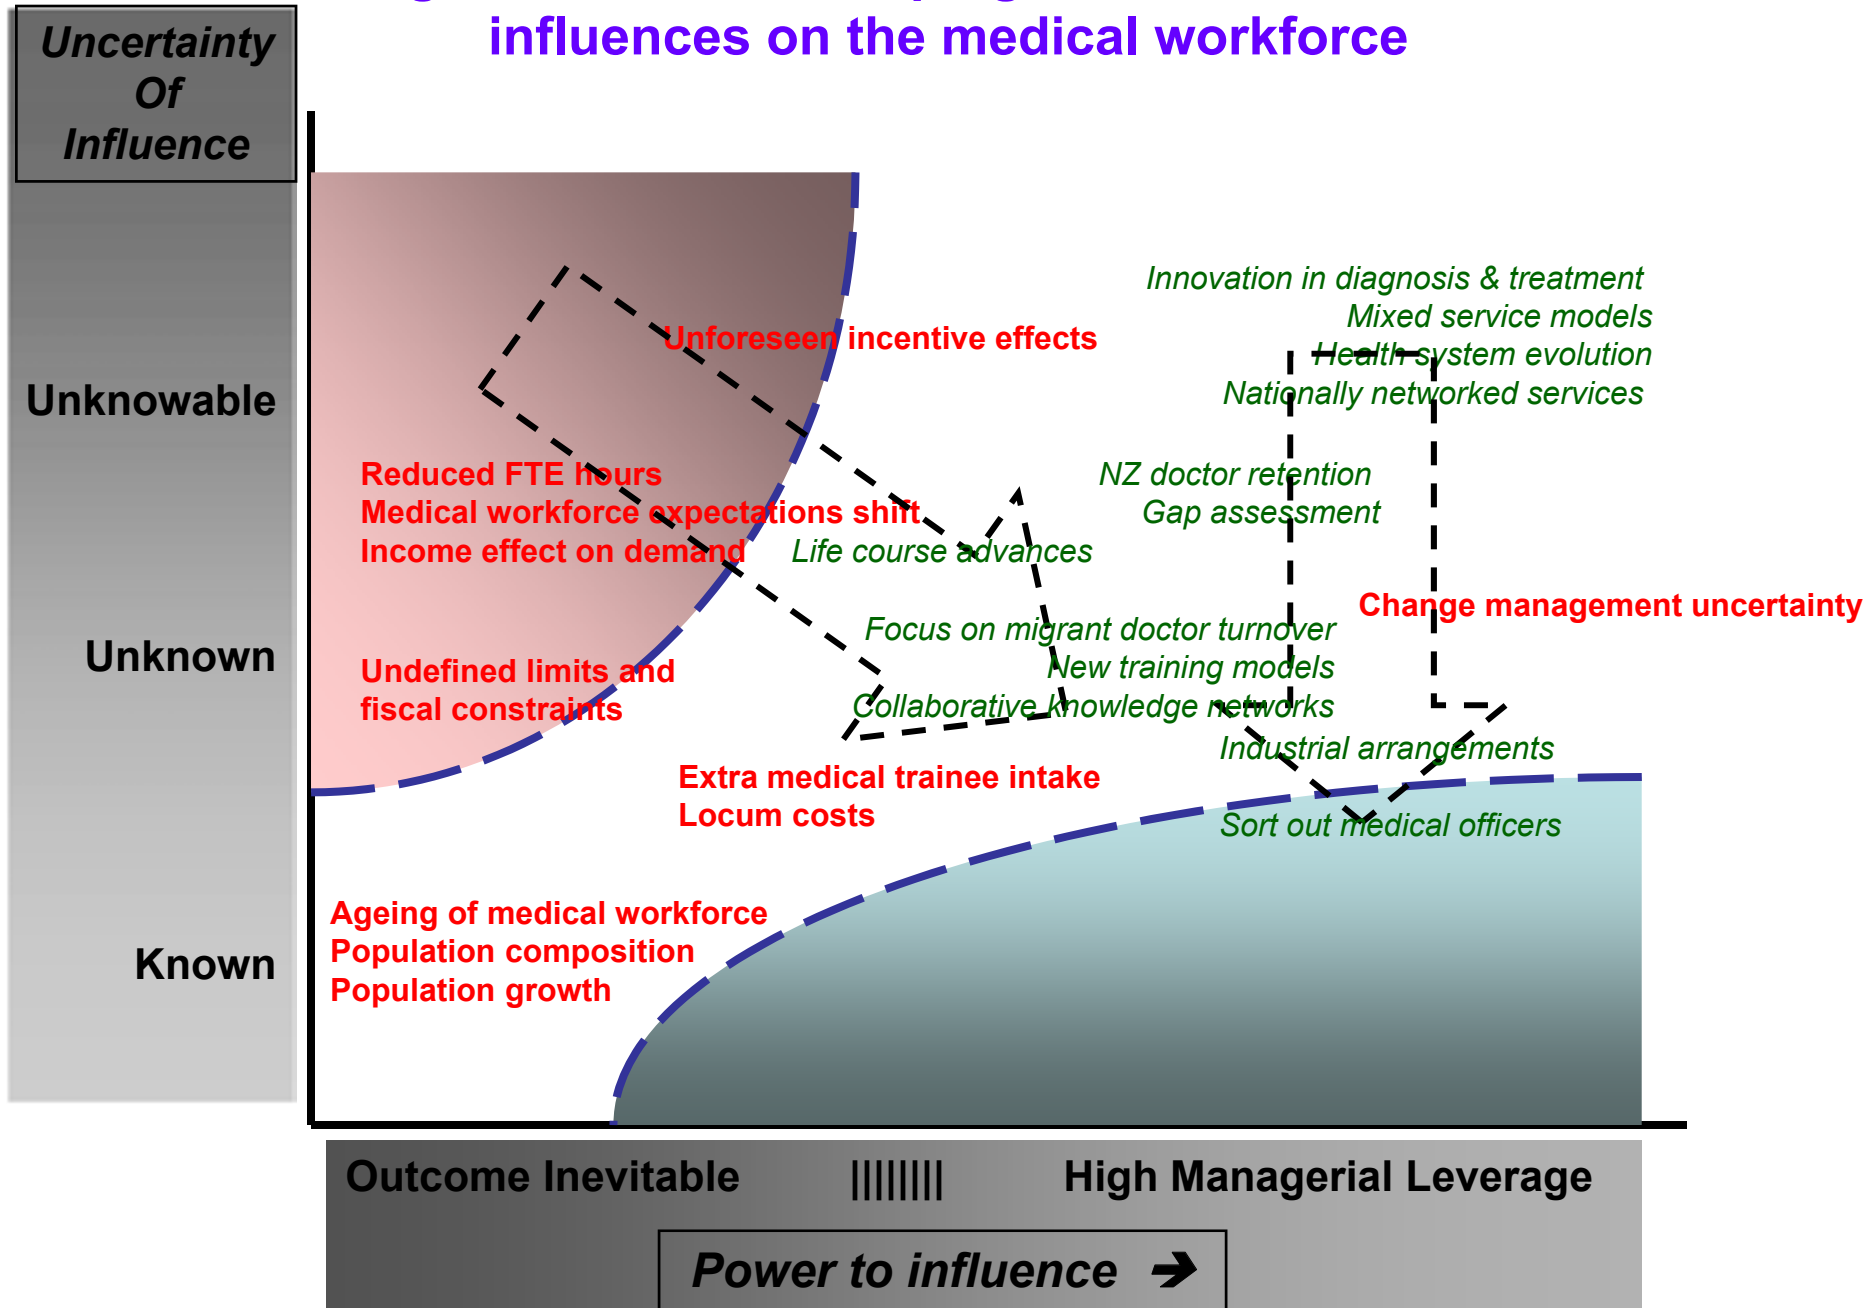 influences on the medical workforce
Uncertainty
Of
Influence
Innovation in diagnosis & treatment
Mixed service models
Health system evolution
Nationally networked services
Unforeseen incentive effects
Unknowable
Reduced FTE hours
Medical workforce expectations shift
Income effect on demand
NZ doctor retention
Gap assessment
Life course advances
Change management uncertainty
Focus on migrant doctor turnover
New training models
Collaborative knowledge networks
Unknown
Undefined limits and
fiscal constraints
Industrial arrangements
Extra medical trainee intake
Locum costs
Sort out medical officers
Ageing of medical workforce
Population composition
Population growth
Known
Outcome Inevitable |||||||| High Managerial Leverage
Power to influence ➔